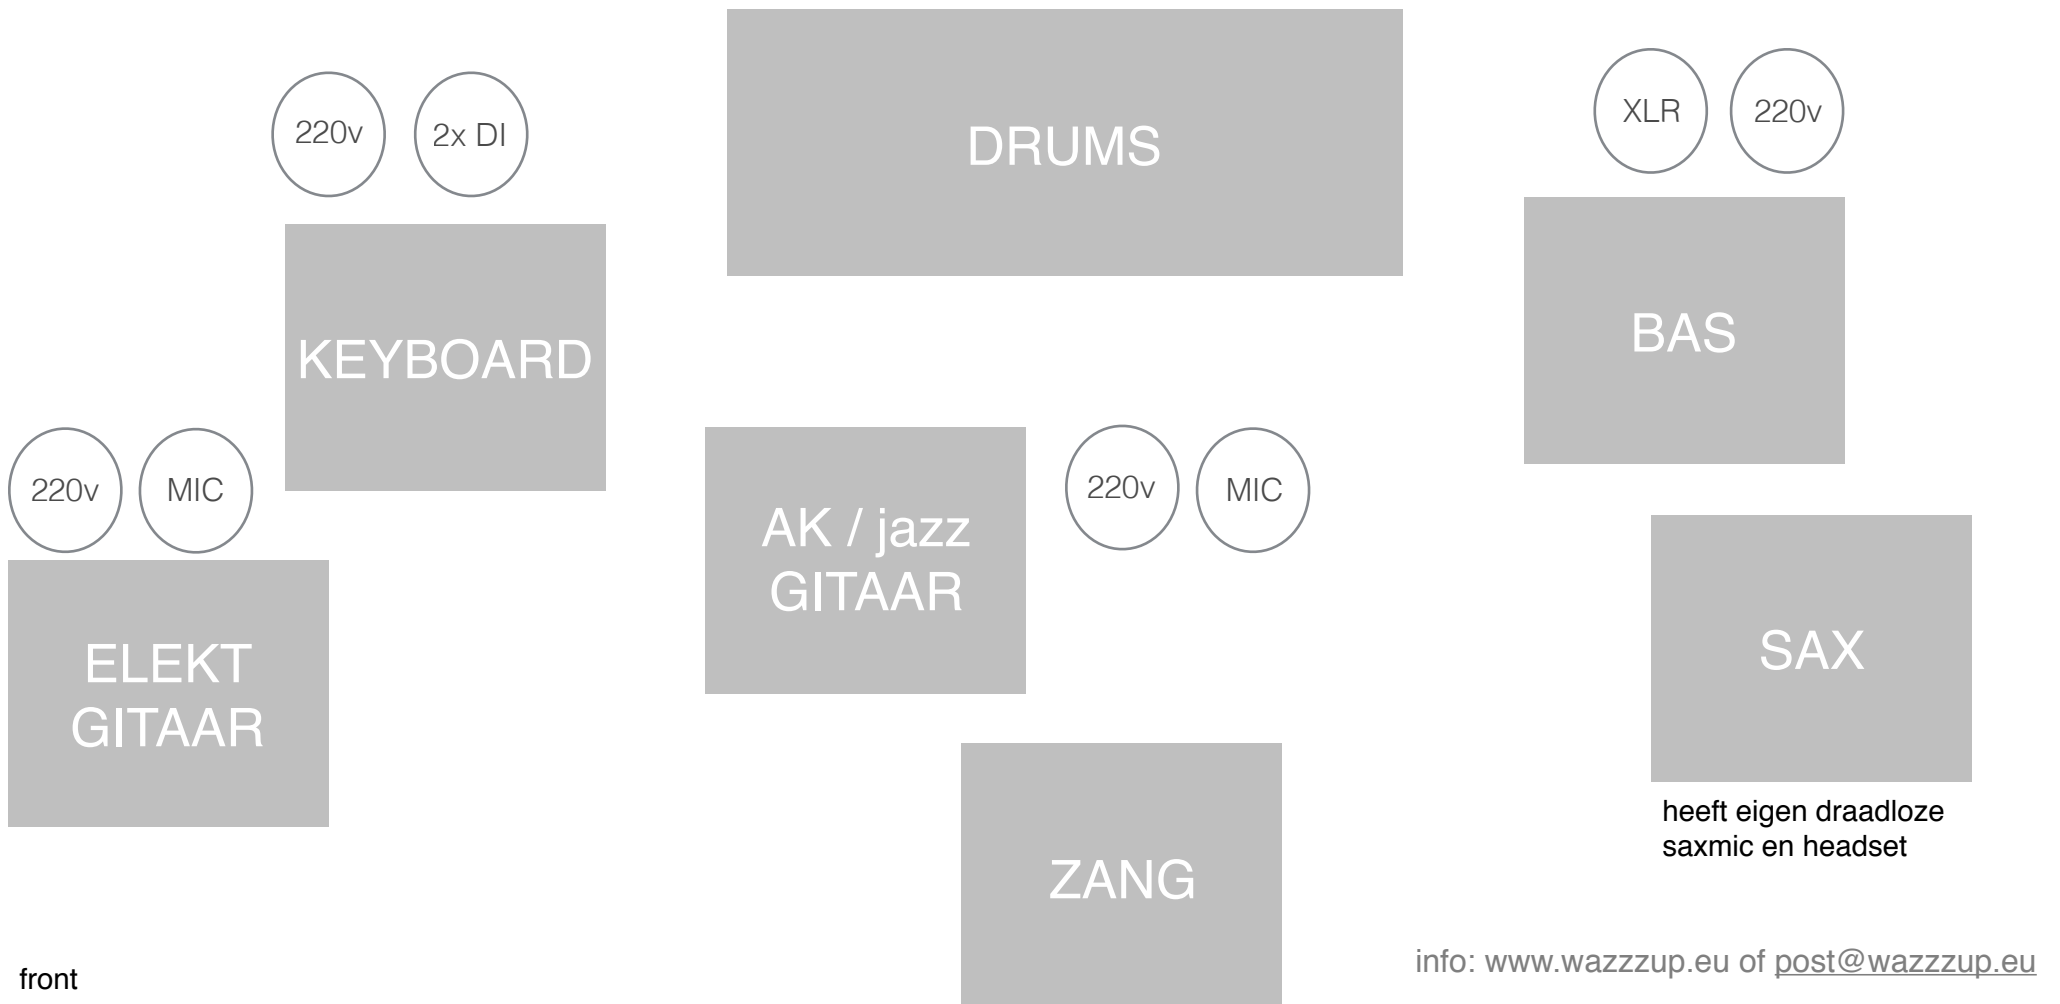 220v
2x DI
DRUMS
XLR
220v
KEYBOARD
BAS
220v
MIC
AK / jazz
GITAAR
220v
MIC
ELEKT
GITAAR
SAX
heeft eigen draadloze
saxmic en headset
ZANG
front
info: www.wazzzup.eu of post@wazzzup.eu